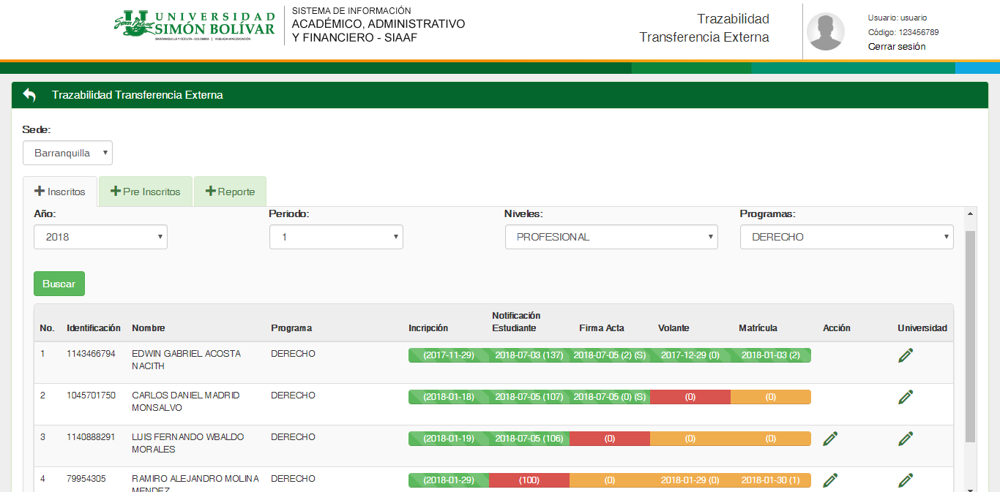 UNIVERSIDAD
SIMÓN BOLÍVAR
SISTEMA DE INFORMACIÓN
ACADÉMICO, ADMINISTRATIVO
Y FINANCIERO - SIAAF
Trazabilidad
Transferencia Externa
Usuario: usuario
Código: 123456789
Cerrar sesión
Trazabilidad Transferencia Externa
Sede:
Barranquilla
Inscritos
Pre Inscritos
Reporte
Año:
Periodo:
Niveles:
Programas:
2018
1
PROFESIONAL
DERECHO
Buscar
No. Identificación Nombre Programa Incripción Notificación Estudiante Firma Acta Volante Matrícula Acción Universidad
1 1143466794 EDWIN GABRIEL ACOSTA DERECHO (2017-11-29) 2018-07-03 (137) 2018-07-05 (2) (S) 2017-12-29 (0) 2018-01-03 (2)
NACITH
2 1045701750 CARLOS DANIEL MADRID DERECHO (2018-01-18) 2018-07-05 (107) 2018-07-05 (0) (S) (0) (0)
MONSALVO
3 1140888291 LUIS FERNANDO WBALDO DERECHO (2018-01-19) 2018-07-05 (106) (0) (0) (0)
MORALES
4 79954305 RAMIRO ALEJANDRO MOLINA DERECHO (2018-01-29) (100) (0) 2018-01-29 (0) 2018-01-30 (1)
MENDEZ